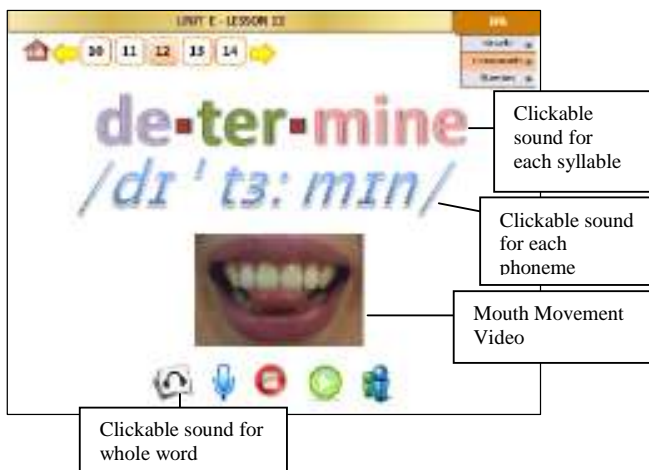 UNIT E - LESSON 12
10 11 12 13 14
de▪ter▪mine
/dɪ ˈ tɜː mɪn/
Clickable
sound for
each syllable
Clickable sound
for each
phoneme
Mouth Movement
Video
Clickable sound for
whole word